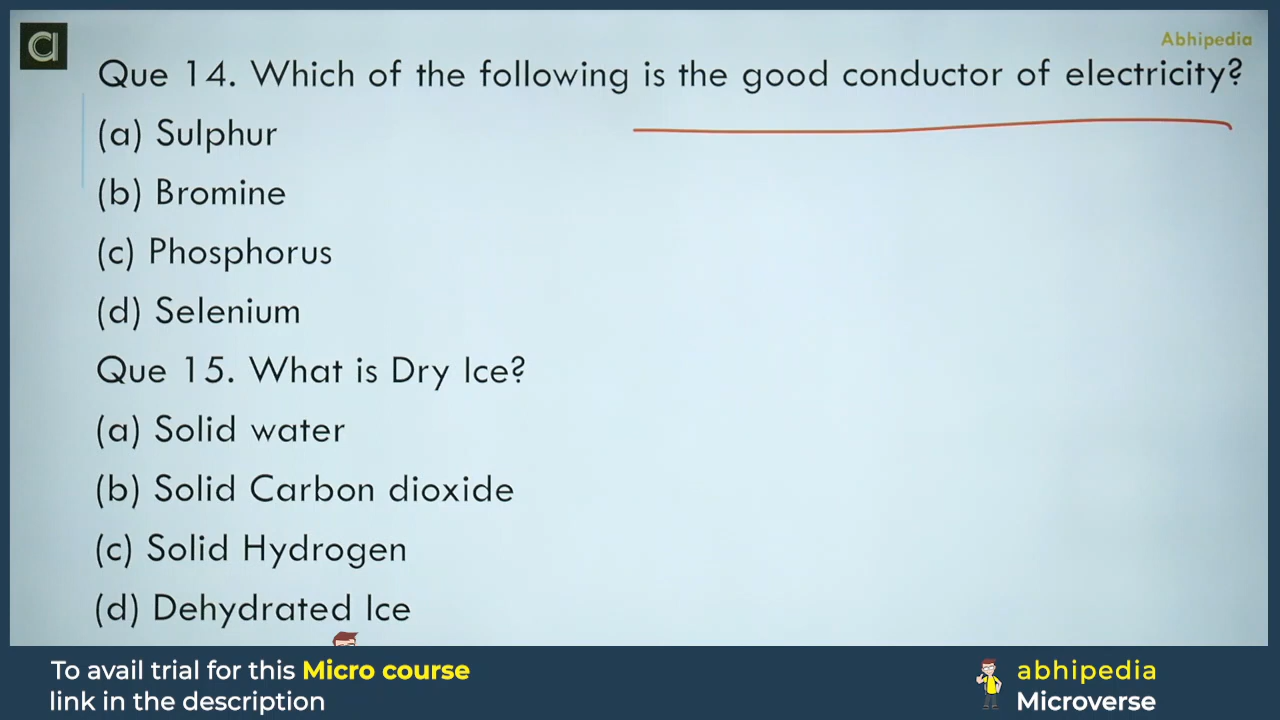 Abhipedia
Que 14. Which of the following is the good conductor of electricity?
(a) Sulphur
(b) Bromine
(c) Phosphorus
(d) Selenium
Que 15. What is Dry Ice?
(a) Solid water
(b) Solid Carbon dioxide
(c) Solid Hydrogen
(d) Dehydrated Ice
To avail trial for this Micro course
link in the description
abhipedia
Microverse